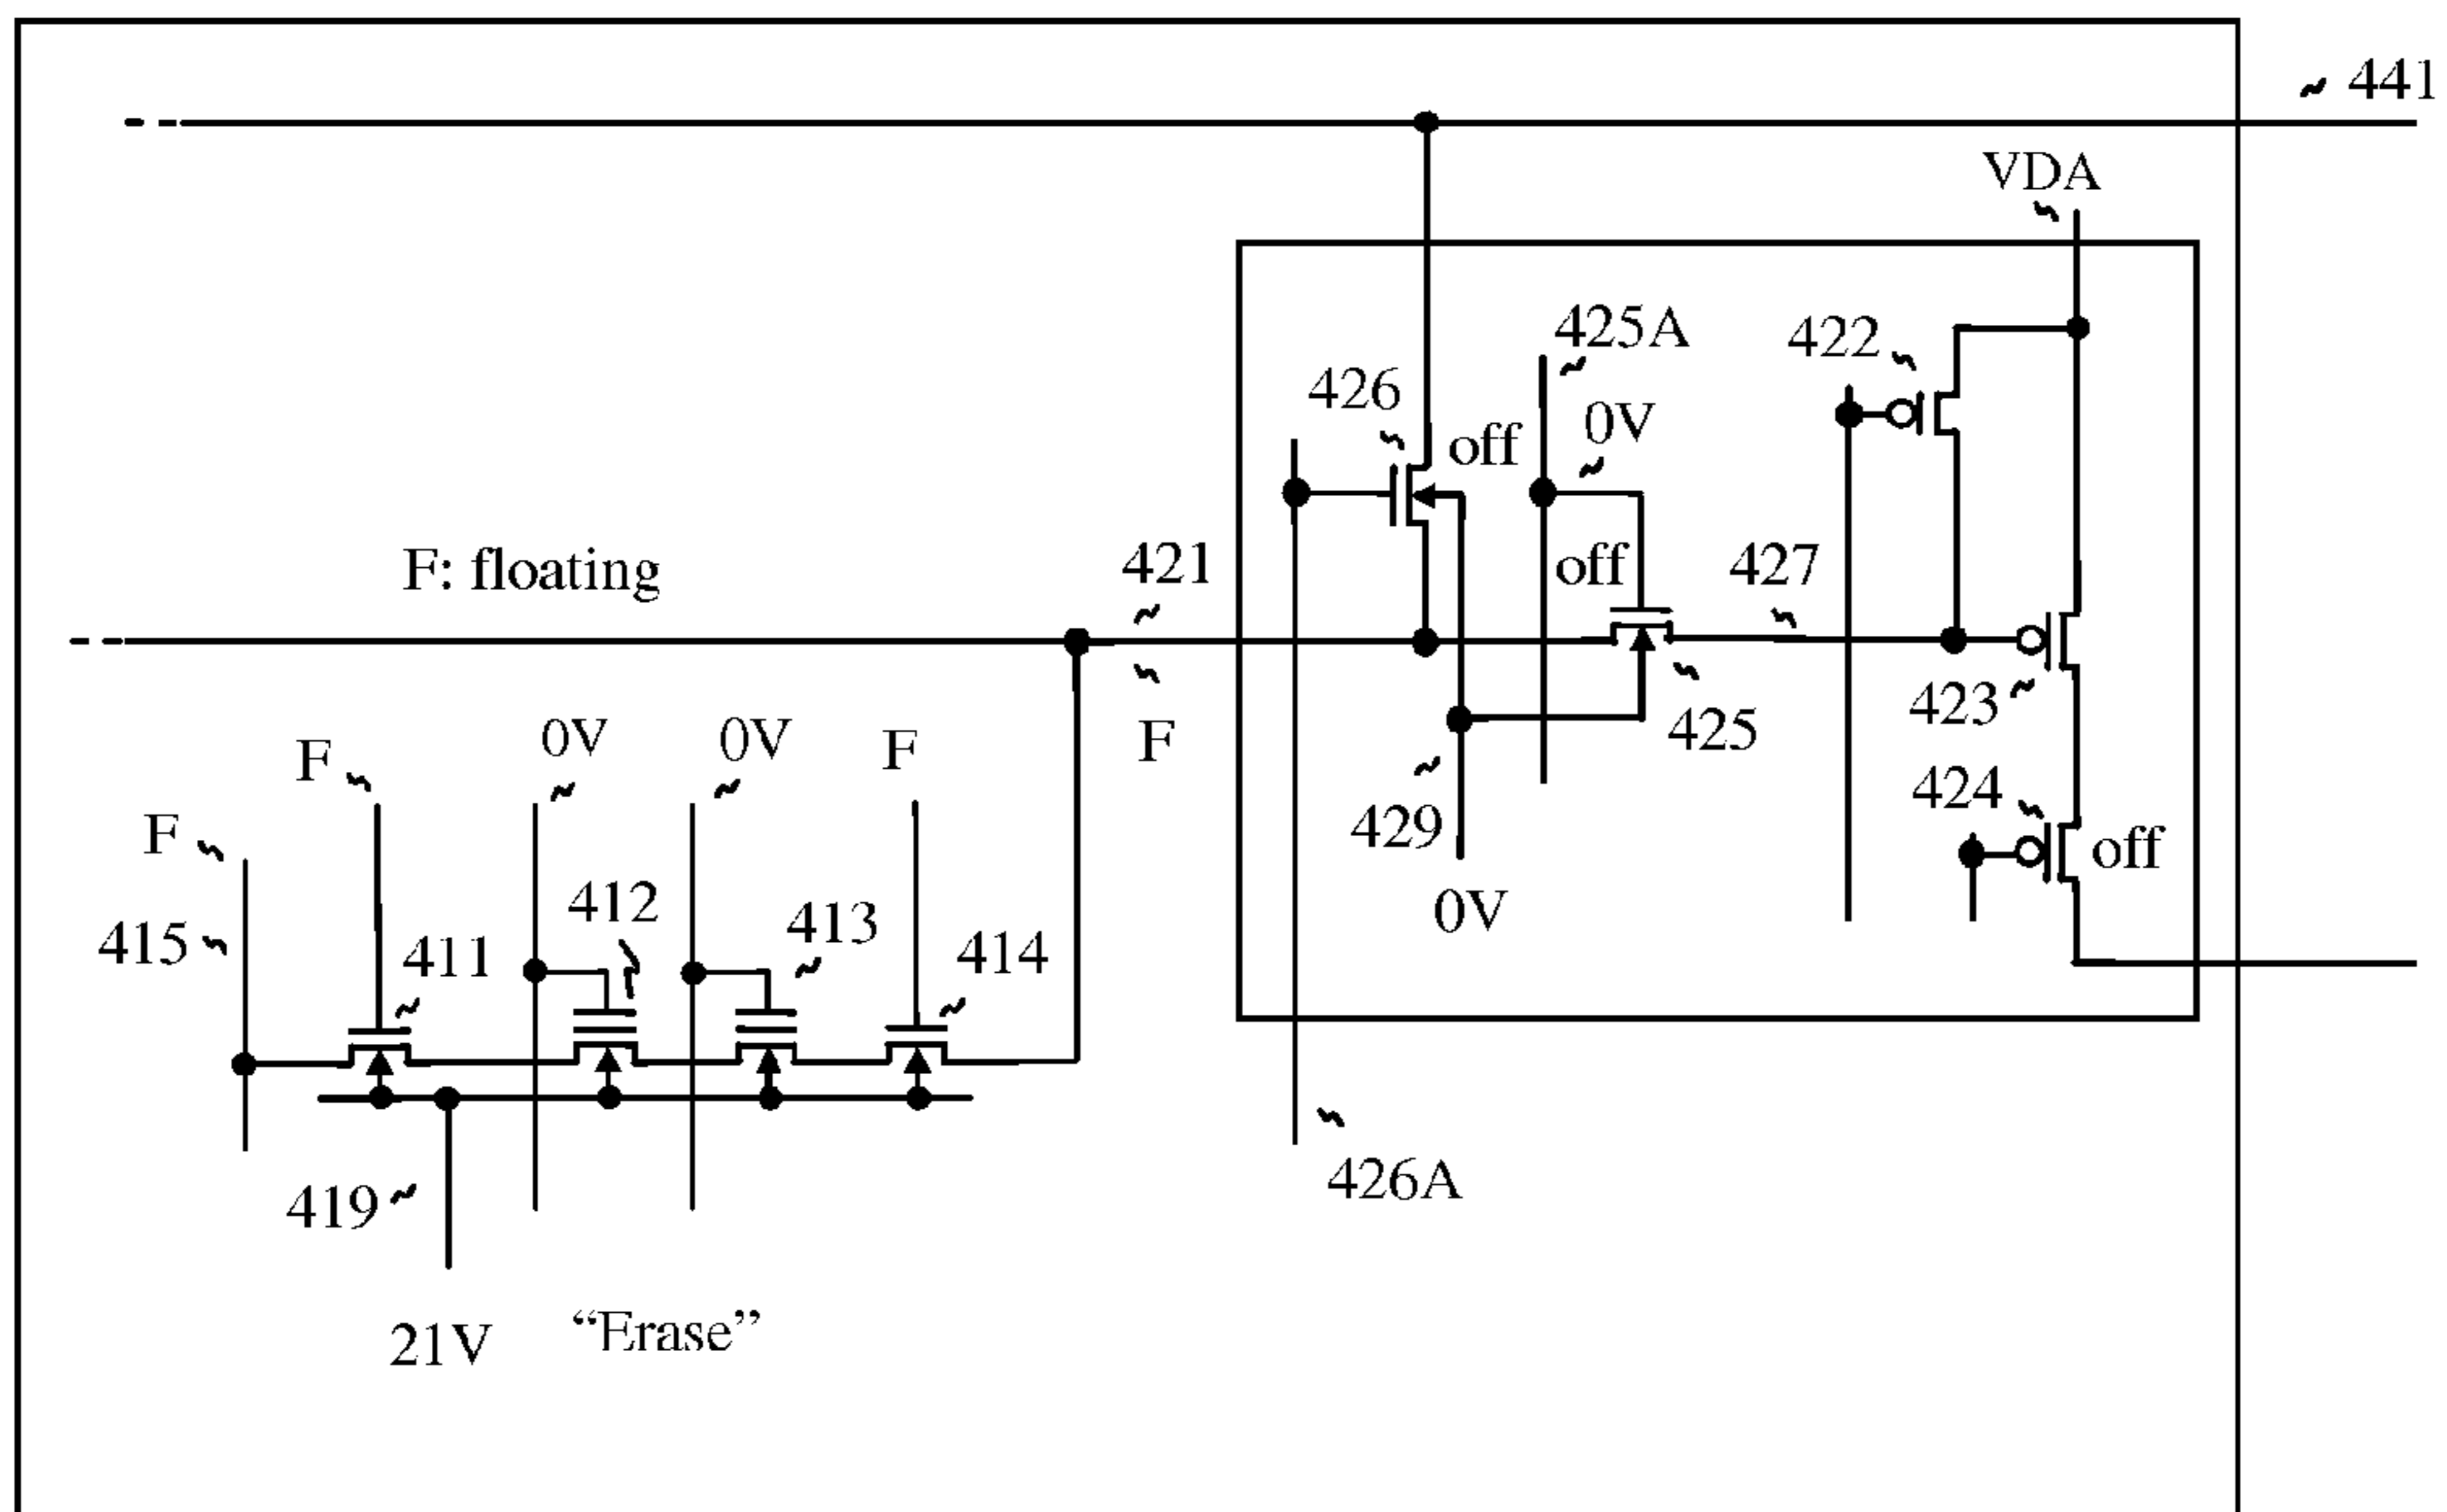 441
VDA
425A
422
426
0V
off
421
F: floating
off
427
0V
0V
F
F
F
425
423
424
F
429
off
0V
412
413
415
411
414
426A
419
21V
“Erase”